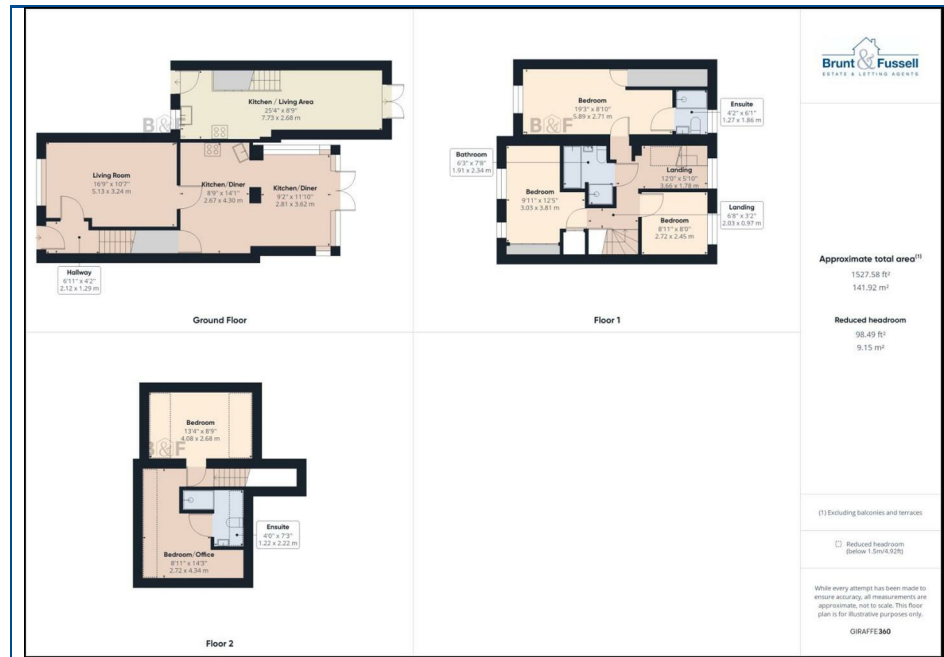 Kitchen / Living Area
25'4" x 8'9"
7.73 x 2.68 m
B&F
Living Room
16'9" x 10'7"
5.13 x 3.24 m
Kitchen/Diner
8'9" x 14'1"
2.67 x 4.30 m
Kitchen/Diner
9'2" x 11'10"
2.81 x 3.62 m
Hallway
6'11" x 4'2"
2.12 x 1.29 m
Ground Floor
Bedroom
19'3" x 8'10"
5.89 x 2.71 m
B&F
Ensuite
4'2" x 6'1"
1.27 x 1.86 m
Bathroom
6'3" x 7'8"
1.91 x 2.34 m
Bedroom
9'11" x 12'5"
3.03 x 3.81 m
Landing
12'0" x 5'10"
3.66 x 1.78 m
Landing
6'8" x 3'2"
2.03 x 0.97 m
Bedroom
8'11" x 8'0"
2.72 x 2.45 m
Floor 1
Bedroom
13'4" x 8'9"
4.08 x 2.68 m
B&F
Ensuite
4'0" x 7'3"
1.22 x 2.22 m
Bedroom/Office
8'11" x 14'3"
2.72 x 4.34 m
Floor 2
Brunt & Fussell
ESTATE & LETTING AGENTS
Approximate total area(1)
1527.58 ft²
141.92 m²
Reduced headroom
98.49 ft²
9.15 m²
(1) Excluding balconies and terraces
Reduced headroom
(below 1.5m/4.92ft)
While every attempt has been made to
ensure accuracy, all measurements are
approximate, not to scale. This floor
plan is for illustrative purposes only.
GIRAFFE360